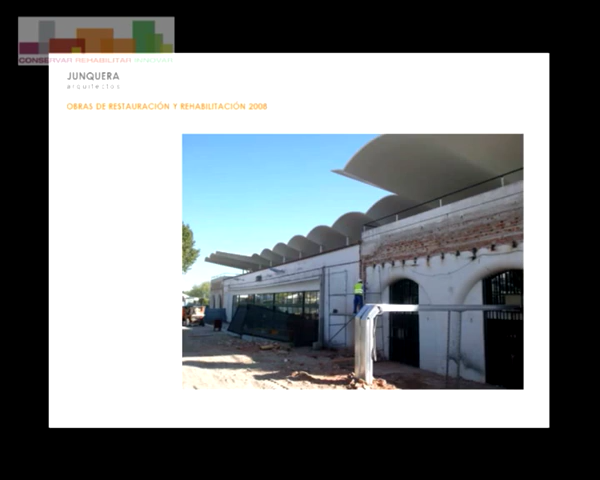 CONSERVAR REHABILITAR INNOVAR
JUNQUERA
arquitectos
OBRAS DE RESTAURACIÓN Y REHABILITACIÓN 2008